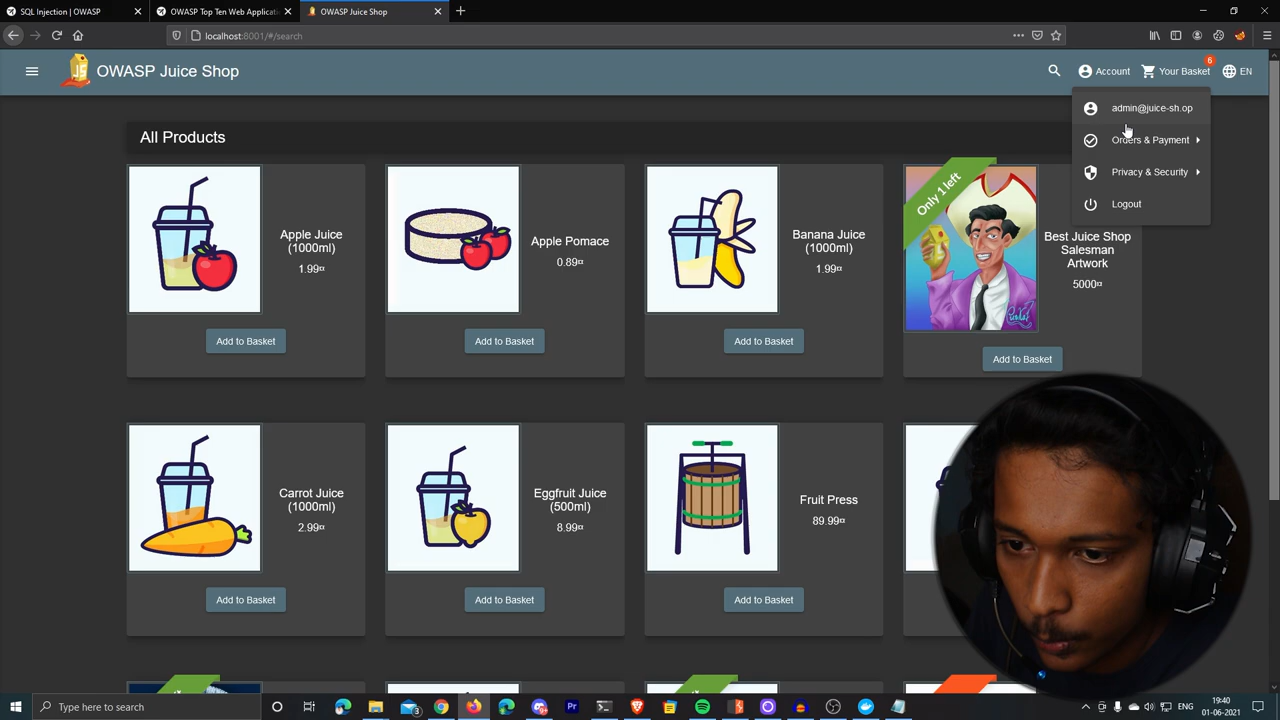 SQL Injection | OWASP
OWASP Top Ten Web Applicati
OWASP Juice Shop
localhost:8001/#/search
OWASP Juice Shop
Account
Your Basket
6
EN
admin@juice-sh.op
Orders & Payment
Privacy & Security
Logout
All Products
Apple Juice
(1000ml)
1.99¤
Add to Basket
Apple Pomace
0.89¤
Add to Basket
Banana Juice
(1000ml)
1.99¤
Add to Basket
Only 1 left
Best Juice Shop
Salesman
Artwork
5000¤
Add to Basket
Carrot Juice
(1000ml)
2.99¤
Add to Basket
Eggfruit Juice
(500ml)
8.99¤
Add to Basket
Fruit Press
89.99¤
Add to Basket
Type here to search
3
ENG
19:40
01-06-2021